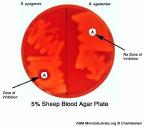 S. pyogenes
S. agalactiae
A
No Zone of
Inhibition
A
Zone of
Inhibition
5% Sheep Blood Agar Plate
ASM MicrobeLibrary.org © Chamberlain